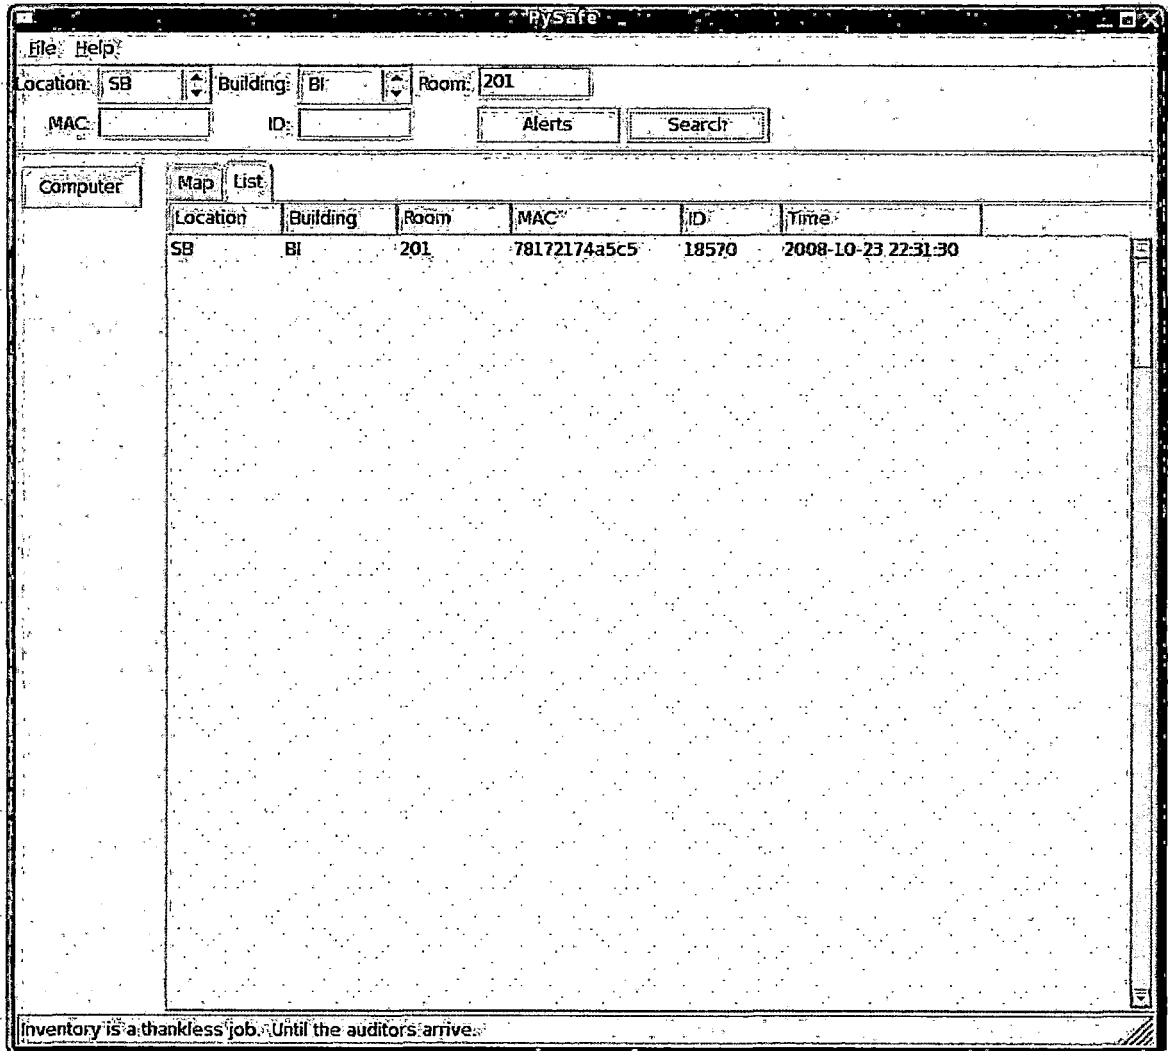 PySafe
File Help
Location: SB Building: BI Room: 201
MAC: ID: Alerts Search
Computer
Map List
Location Building Room MAC ID Time
SB BI 201 78172174a5c5 18570 2008-10-23 22:31:30
Inventory is a thankless job. Until the auditors arrive.